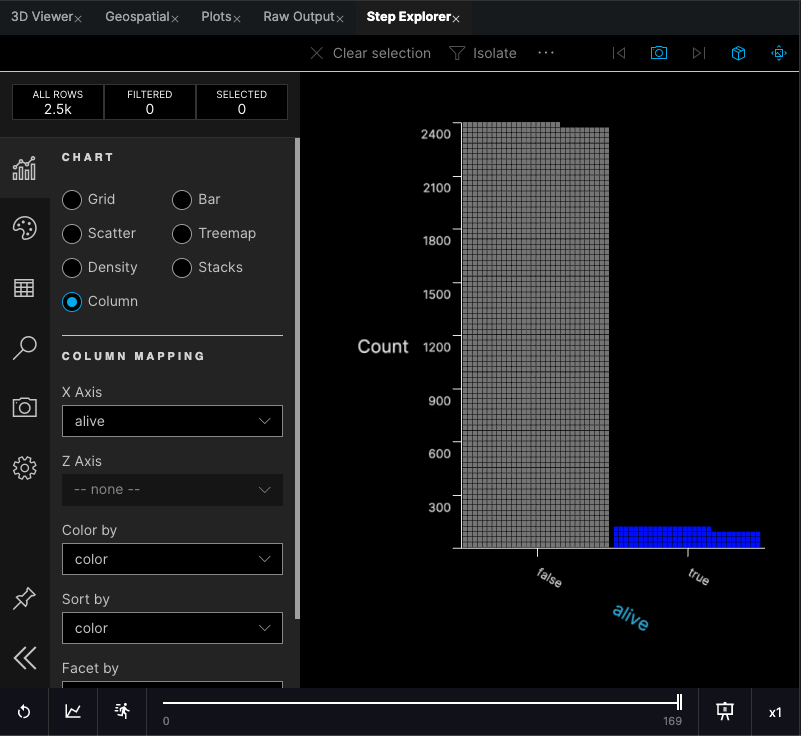 3D Viewer× Geospatial× Plots× Raw Output× Step Explorer×
Clear selection Isolate ...
ALL ROWS FILTERED SELECTED
2.5k 0 0
CHART
Grid Bar
Scatter Treemap
Density Stacks
Column
COLUMN MAPPING
X Axis
alive
Z Axis
-- none --
Color by
color
Sort by
color
Facet by
2400
2100
1800
1500
Count 1200
900
600
300
false true
alive
0 169
x1